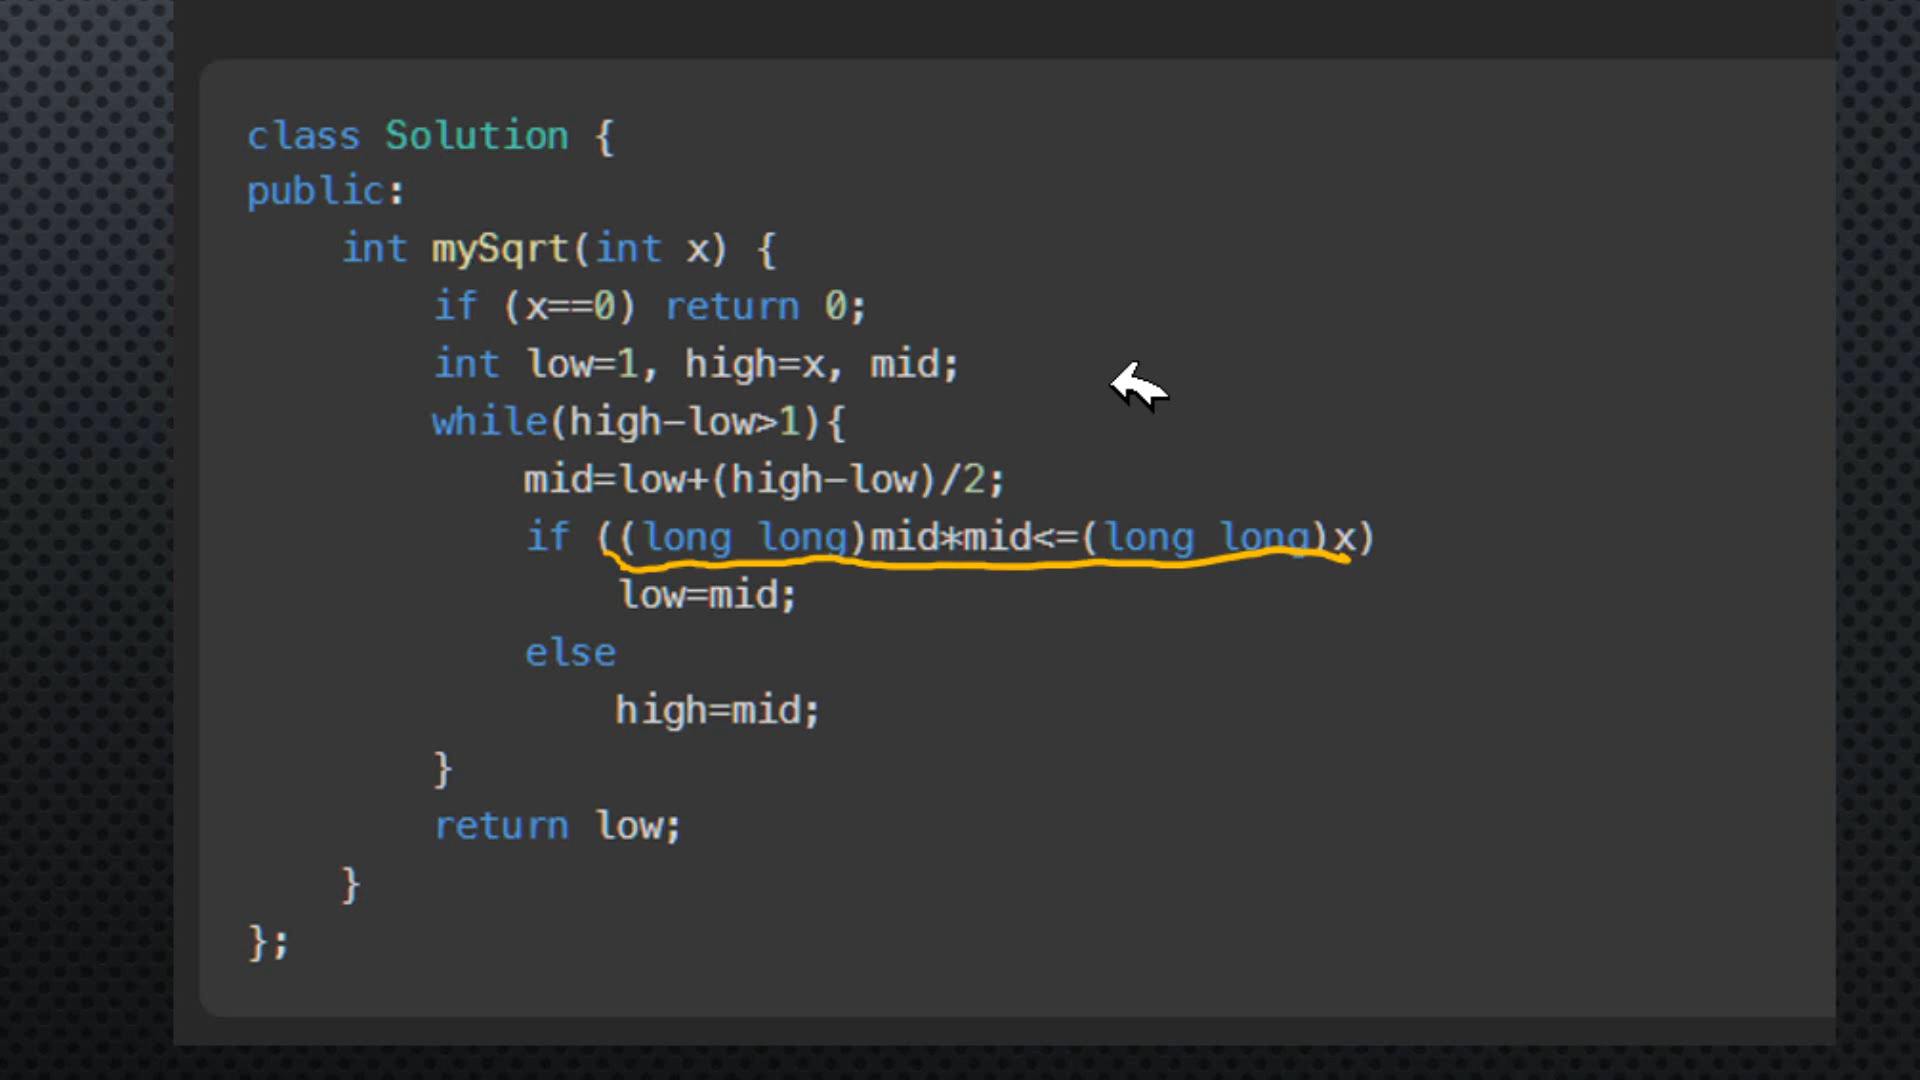 class Solution {
public:
    int mySqrt(int x) {
        if (x==0) return 0;
        int low=1, high=x, mid;
        while(high-low>1){
            mid=low+(high-low)/2;
            if ((long long)mid*mid<=(long long)x)
                low=mid;
            else
                high=mid;
        }
        return low;
    }
};